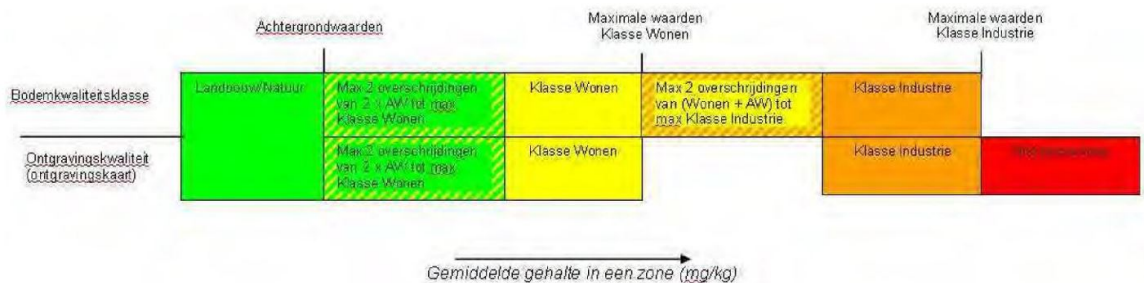 Achtergrondwaarden
Maximale waarden
Klasse Wonen
Maximale waarden
Klasse Industrie
Bodemkwaliteitsklasse
Landbouw/Natuur
Max 2 overschrijdingen
van 2 x AW tot max
Klasse Wonen
Klasse Wonen
Max 2 overschrijdingen
van (Wonen + AW) tot
max Klasse Industrie
Klasse Industrie
Ontgravingskwaliteit
(ontgravingskaart)
Max 2 overschrijdingen
van 2 x AW tot max
Klasse Wonen
Klasse Wonen
Klasse Industrie
Gemiddelde gehalte in een zone (mg/kg)